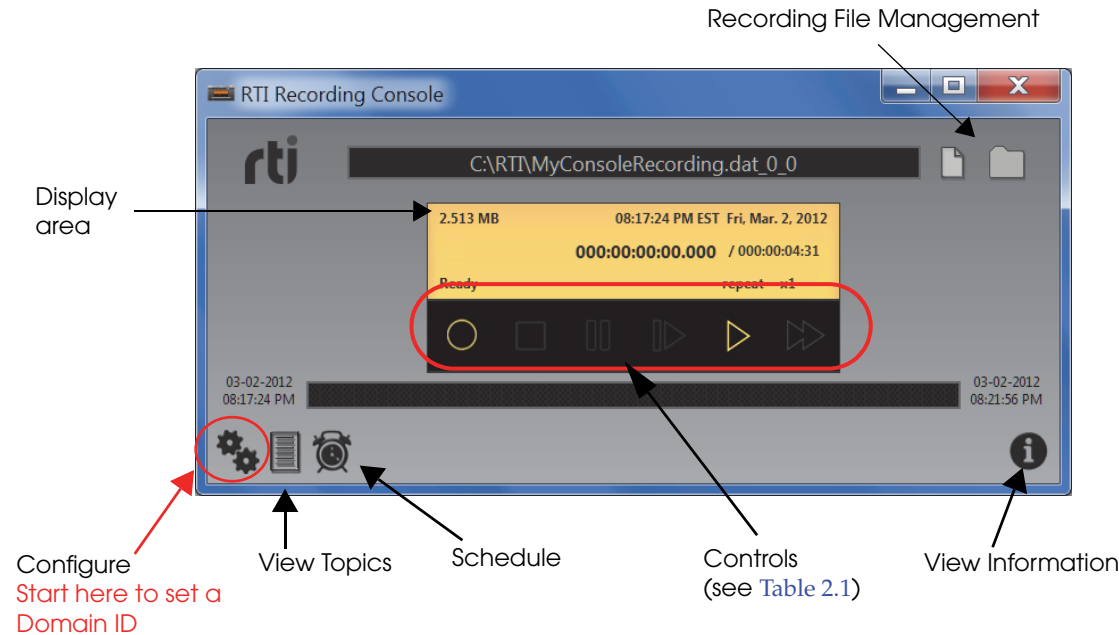 Recording File Management
RTI Recording Console
rti
C:\RTI\MyConsoleRecording.dat_0_0
Display
area
2.513 MB 08:17:24 PM EST Fri, Mar. 2, 2012
000:00:00:00.000 / 000:00:04:31
Ready repeat x1
03-02-2012
08:17:24 PM
03-02-2012
08:21:56 PM
Configure
Start here to set a
Domain ID
View Topics
Schedule
Controls
(see Table 2.1)
View Information